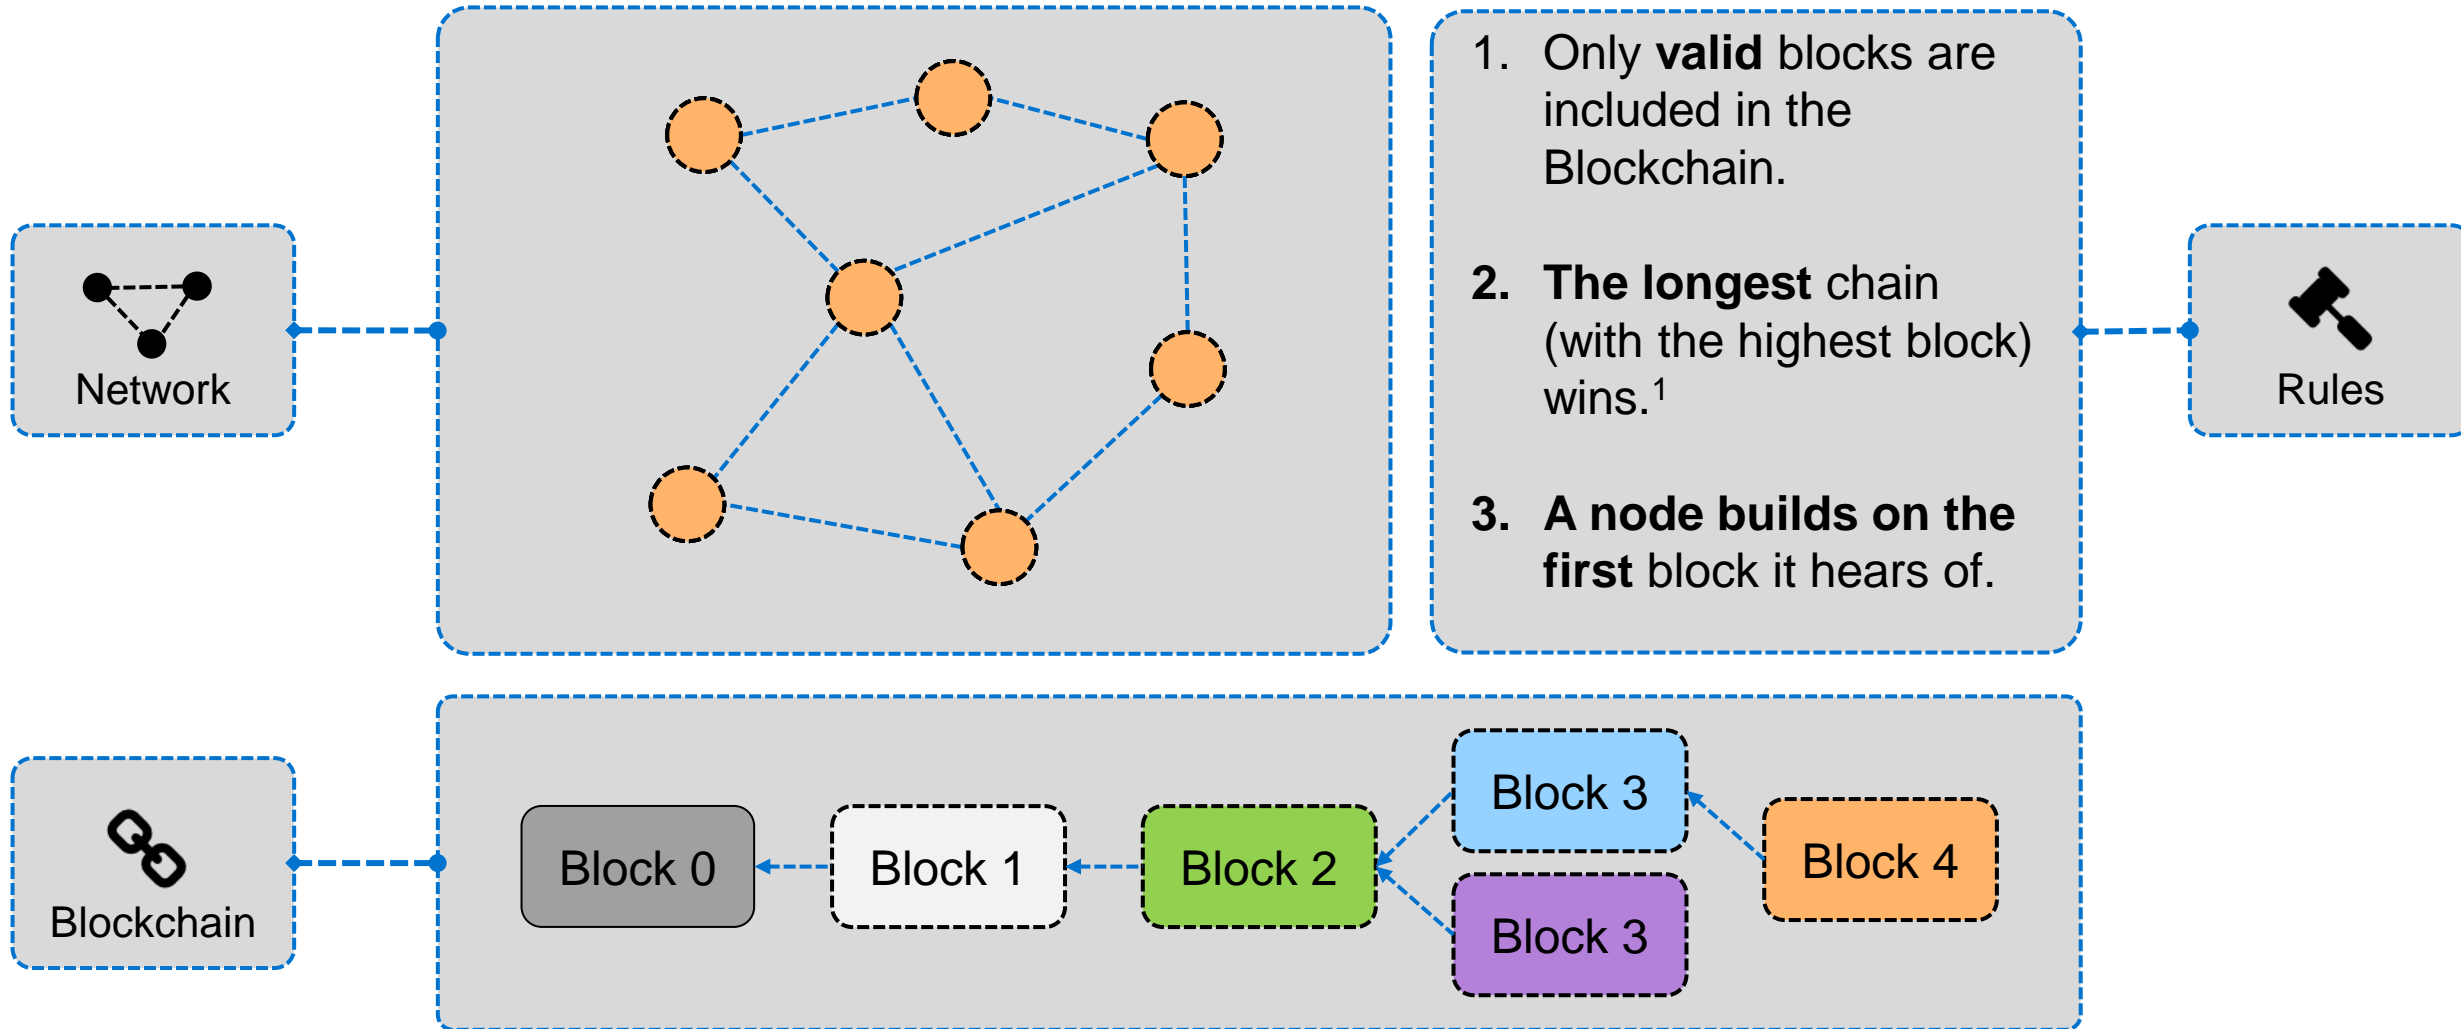 Network
1. Only valid blocks are
included in the
Blockchain.
2. The longest chain
(with the highest block)
wins.¹
3. A node builds on the
first block it hears of.
Rules
Blockchain
Block 0
Block 1
Block 2
Block 3
Block 3
Block 4